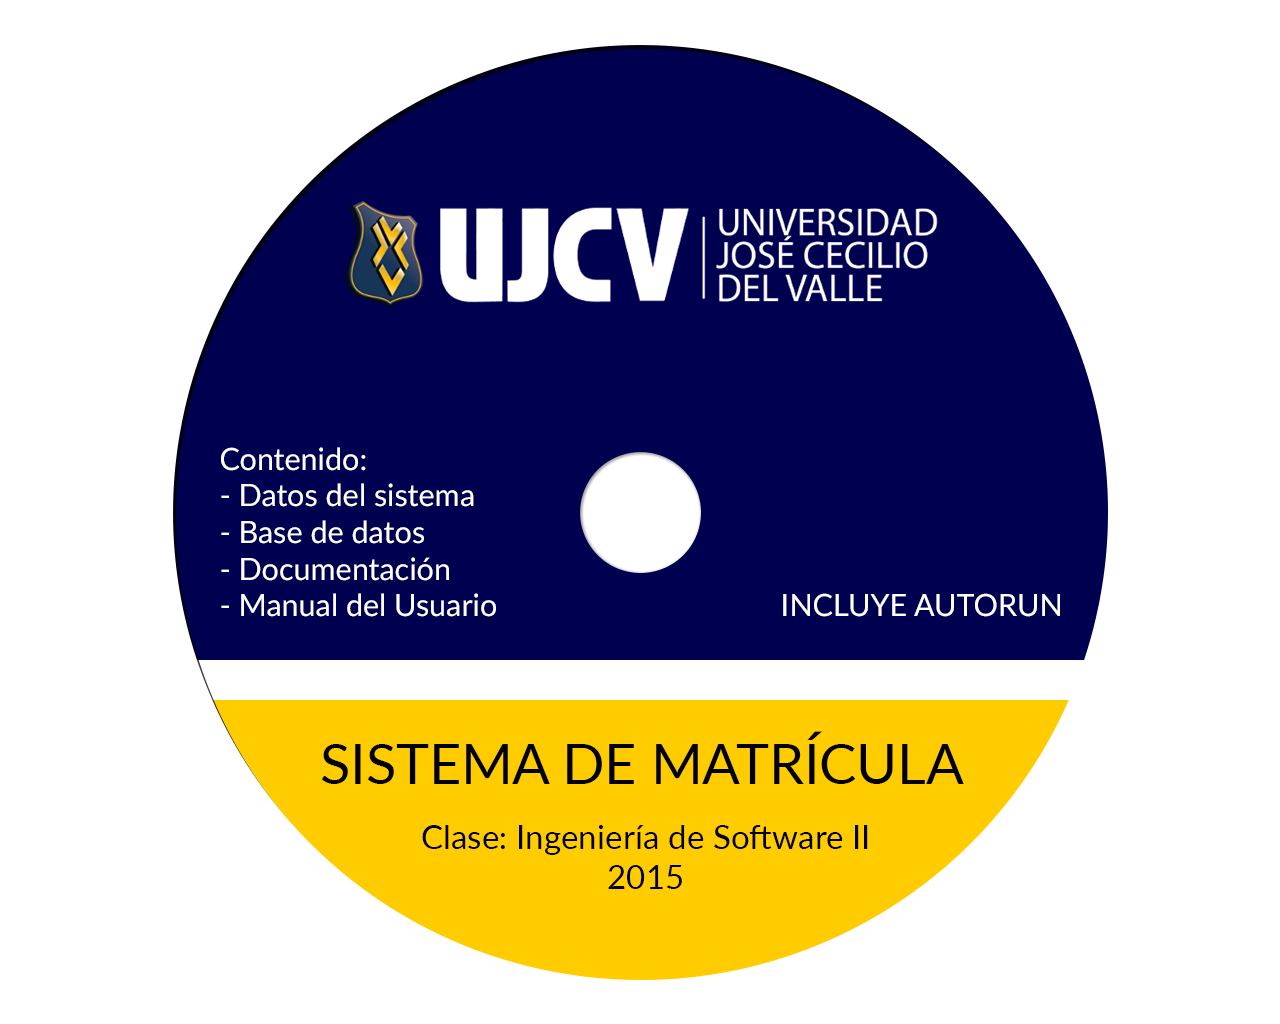 UJCV
UNIVERSIDAD
JOSÉ CECILIO
DEL VALLE
Contenido:
- Datos del sistema
- Base de datos
- Documentación
- Manual del Usuario
INCLUYE AUTORUN
SISTEMA DE MATRÍCULA
Clase: Ingeniería de Software II
2015